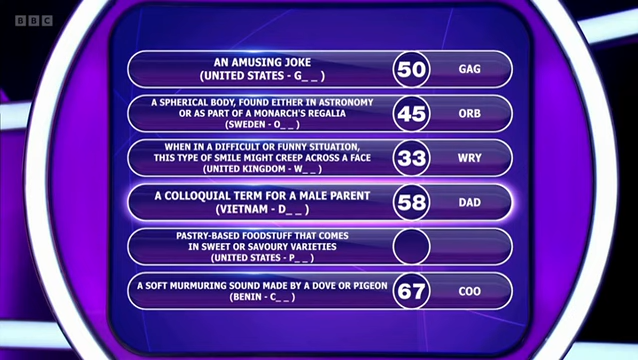 BBC
AN AMUSING JOKE
(UNITED STATES - G_ _ )
50
GAG
A SPHERICAL BODY, FOUND EITHER IN ASTRONOMY
OR AS PART OF A MONARCH'S REGALIA
(SWEDEN - O_ _ )
45
ORB
WHEN IN A DIFFICULT OR FUNNY SITUATION,
THIS TYPE OF SMILE MIGHT CREEP ACROSS A FACE
(UNITED KINGDOM - W_ _ )
33
WRY
A COLLOQUIAL TERM FOR A MALE PARENT
(VIETNAM - D_ _ )
58
DAD
PASTRY-BASED FOODSTUFF THAT COMES
IN SWEET OR SAVOURY VARIETIES
(UNITED STATES - P_ _ )
A SOFT MURMURING SOUND MADE BY A DOVE OR PIGEON
(BENIN - C_ _ )
67
COO